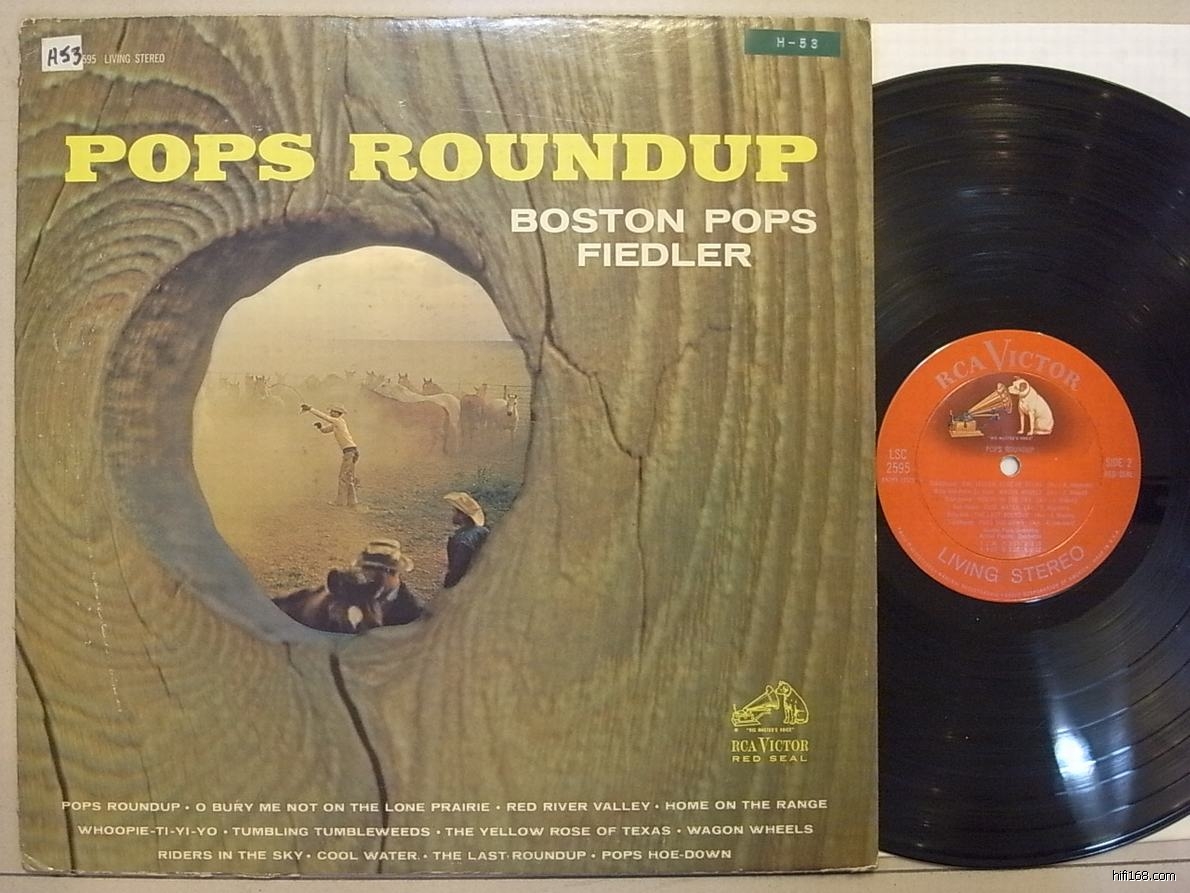 H53
595 LIVING STEREO
H-53
POPS ROUNDUP
BOSTON POPS
FIEDLER
"HIS MASTER'S VOICE"
RCA VICTOR
RED SEAL
POPS ROUNDUP • O BURY ME NOT ON THE LONE PRAIRIE • RED RIVER VALLEY • HOME ON THE RANGE
WHOOPIE-TI-YI-YO • TUMBLING TUMBLEWEEDS • THE YELLOW ROSE OF TEXAS • WAGON WHEELS
RIDERS IN THE SKY • COOL WATER • THE LAST ROUNDUP • POPS HOE-DOWN
RCA VICTOR
"HIS MASTER'S VOICE"
POPS ROUNDUP
LSC
2595
SIDE 2
RED SEAL
LIVING STEREO
hifi168.com